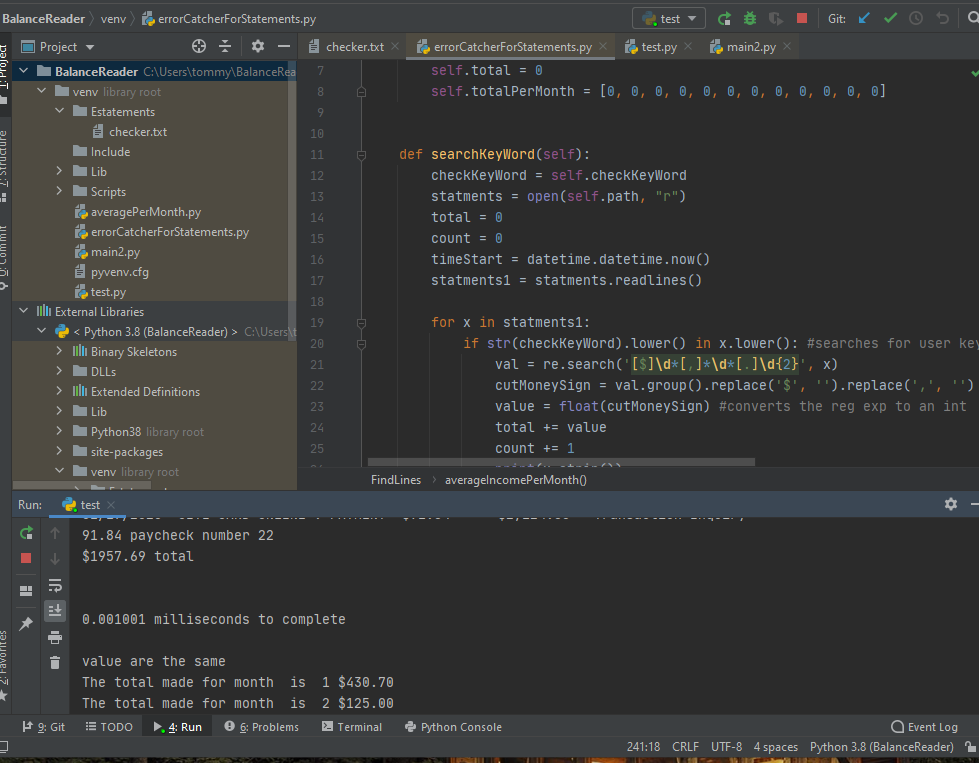 BalanceReader venv errorCatcherForStatements.py test Git:
1: Project
Project
checker.txt errorCatcherForStatements.py test.py main2.py
BalanceReader C:\Users\tommy\BalanceRea
venv library root
Estatements
checker.txt
Include
Lib
Scripts
averagePerMonth.py
errorCatcherForStatements.py
main2.py
pyvenv.cfg
test.py
External Libraries
< Python 3.8 (BalanceReader) > C:\Users\t
Binary Skeletons
DLLs
Extended Definitions
Lib
Python38 library root
site-packages
venv library root
7: Structure
0: Commit
2: Favorites
7 self.total = 0
8 self.totalPerMonth = [0, 0, 0, 0, 0, 0, 0, 0, 0, 0, 0, 0]
9
10
11 def searchKeyWord(self):
12 checkKeyWord = self.checkKeyWord
13 statments = open(self.path, "r")
14 total = 0
15 count = 0
16 timeStart = datetime.datetime.now()
17 statments1 = statments.readlines()
18
19 for x in statments1:
20 if str(checkKeyWord).lower() in x.lower(): #searches for user key
21 val = re.search('[$]\d*[,]*\d*[.]\d{2}', x)
22 cutMoneySign = val.group().replace('$', '').replace(',', '')
23 value = float(cutMoneySign) #converts the reg exp to an int
24 total += value
25 count += 1
FindLines averageIncomePerMonth()
Run: test
91.84 paycheck number 22
$1957.69 total
0.001001 milliseconds to complete
value are the same
The total made for month  is  1 $430.70
The total made for month  is  2 $125.00
9: Git TODO 4: Run 6: Problems Terminal Python Console Event Log
241:18 CRLF UTF-8 4 spaces Python 3.8 (BalanceReader)